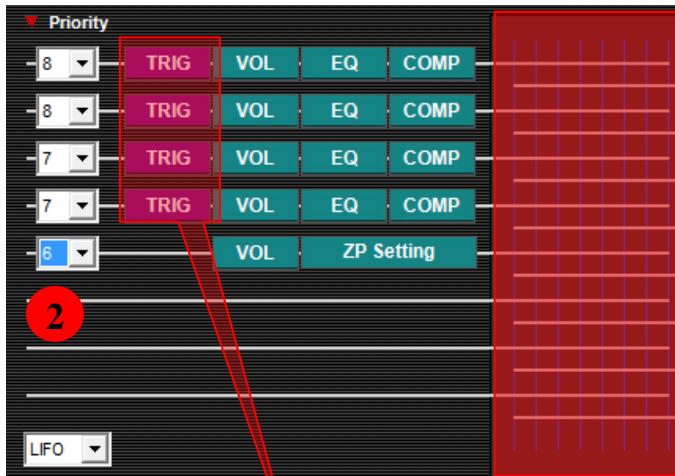 Priority
8 TRIG VOL EQ COMP
8 TRIG VOL EQ COMP
7 TRIG VOL EQ COMP
7 TRIG VOL EQ COMP
6 VOL ZP Setting
2
LIFO